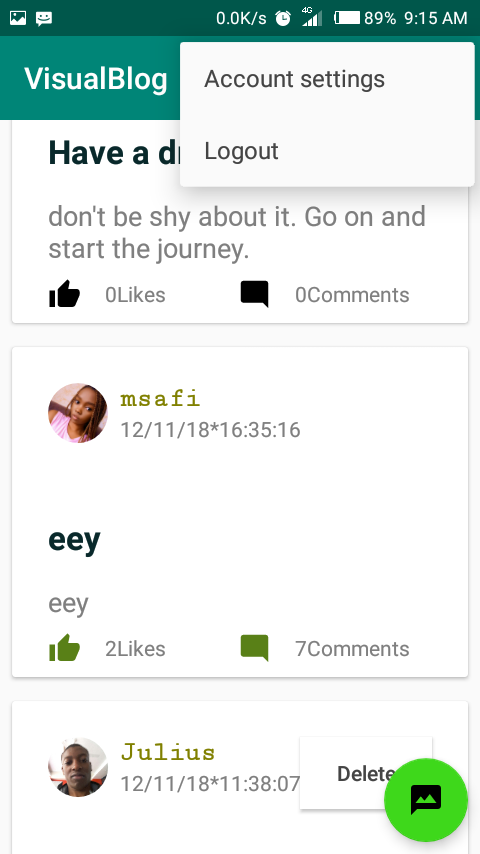 0.0K/s 4G 89% 9:15 AM
VisualBlog
Account settings
Logout
Have a d
don't be shy about it. Go on and
start the journey.
0Likes 0Comments
msafi
12/11/18*16:35:16
eey
eey
2Likes 7Comments
Julius
12/11/18*11:38:07
Delete